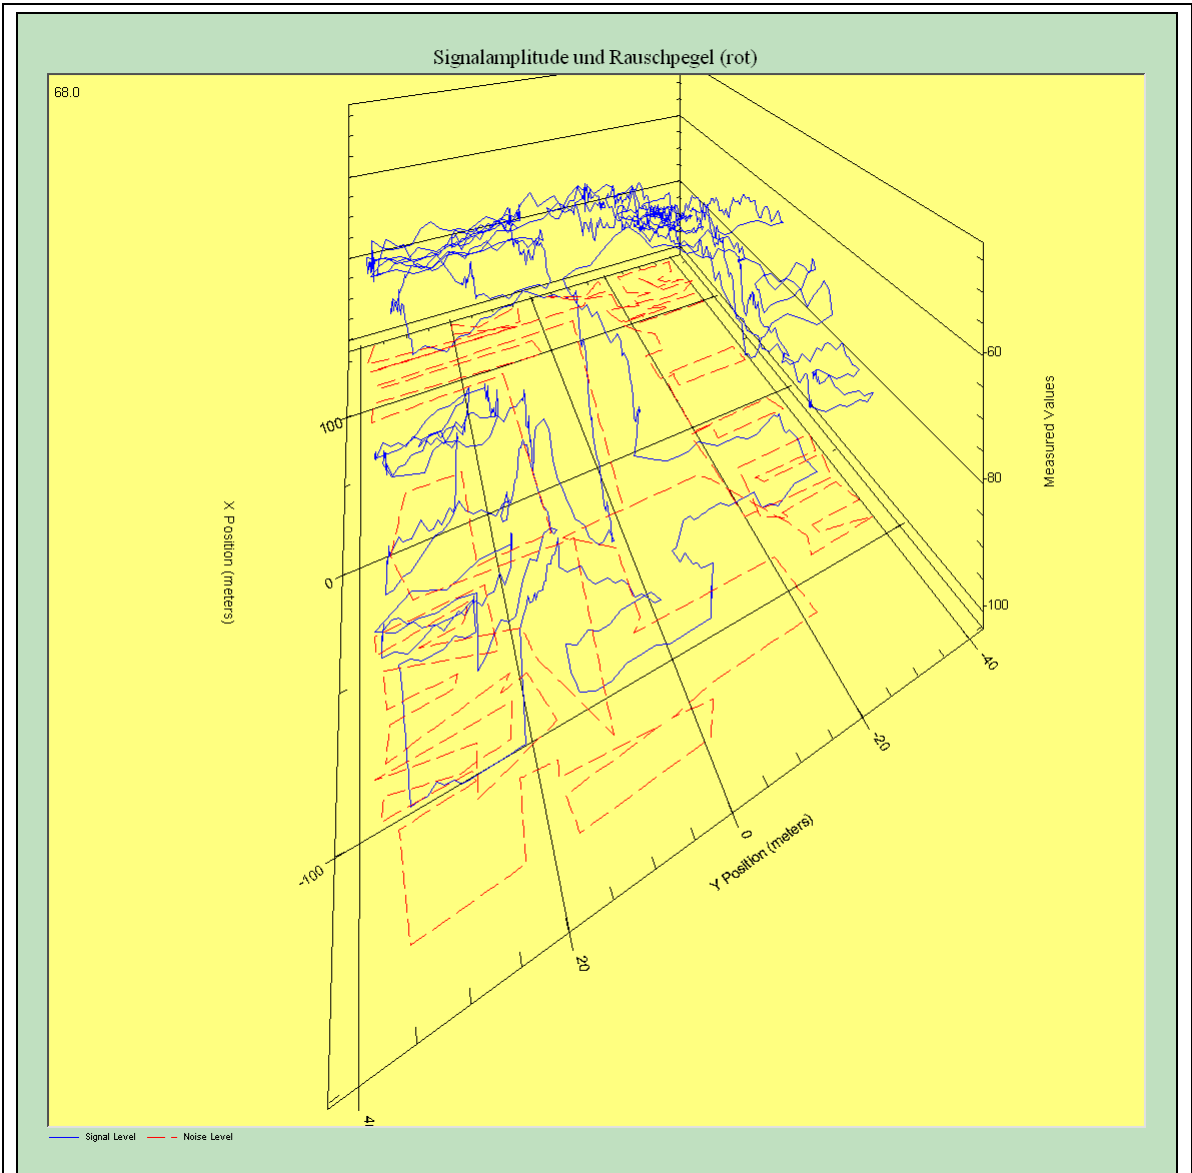 Signalamplitude und Rauschpegel (rot)
68.0
60
80
100
Measured Values
100
0
-100
X Position (meters)
-40
-20
0
20
Y Position (meters)
Signal Level
Noise Level